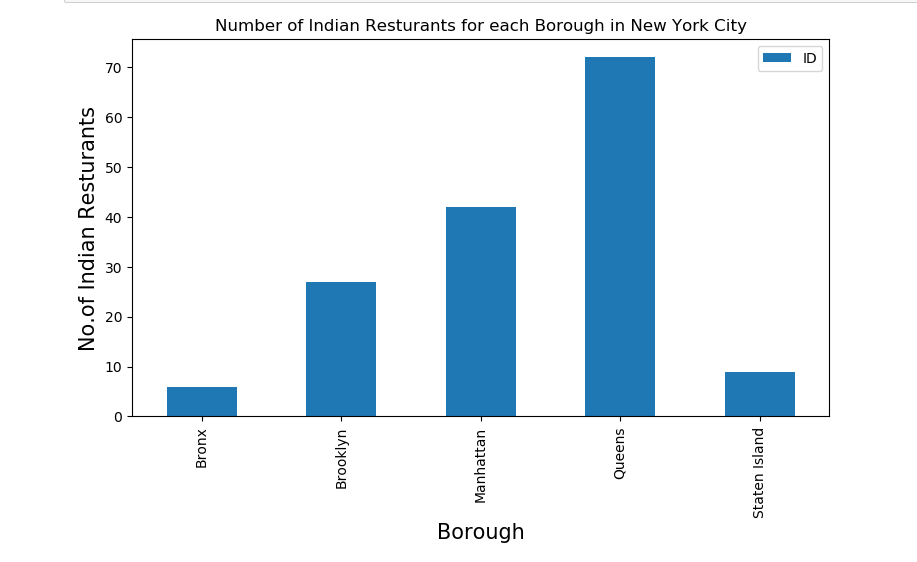 Number of Indian Resturants for each Borough in New York City
ID
No.of Indian Resturants
70
60
50
40
30
20
10
0
Bronx
Brooklyn
Manhattan
Queens
Staten Island
Borough